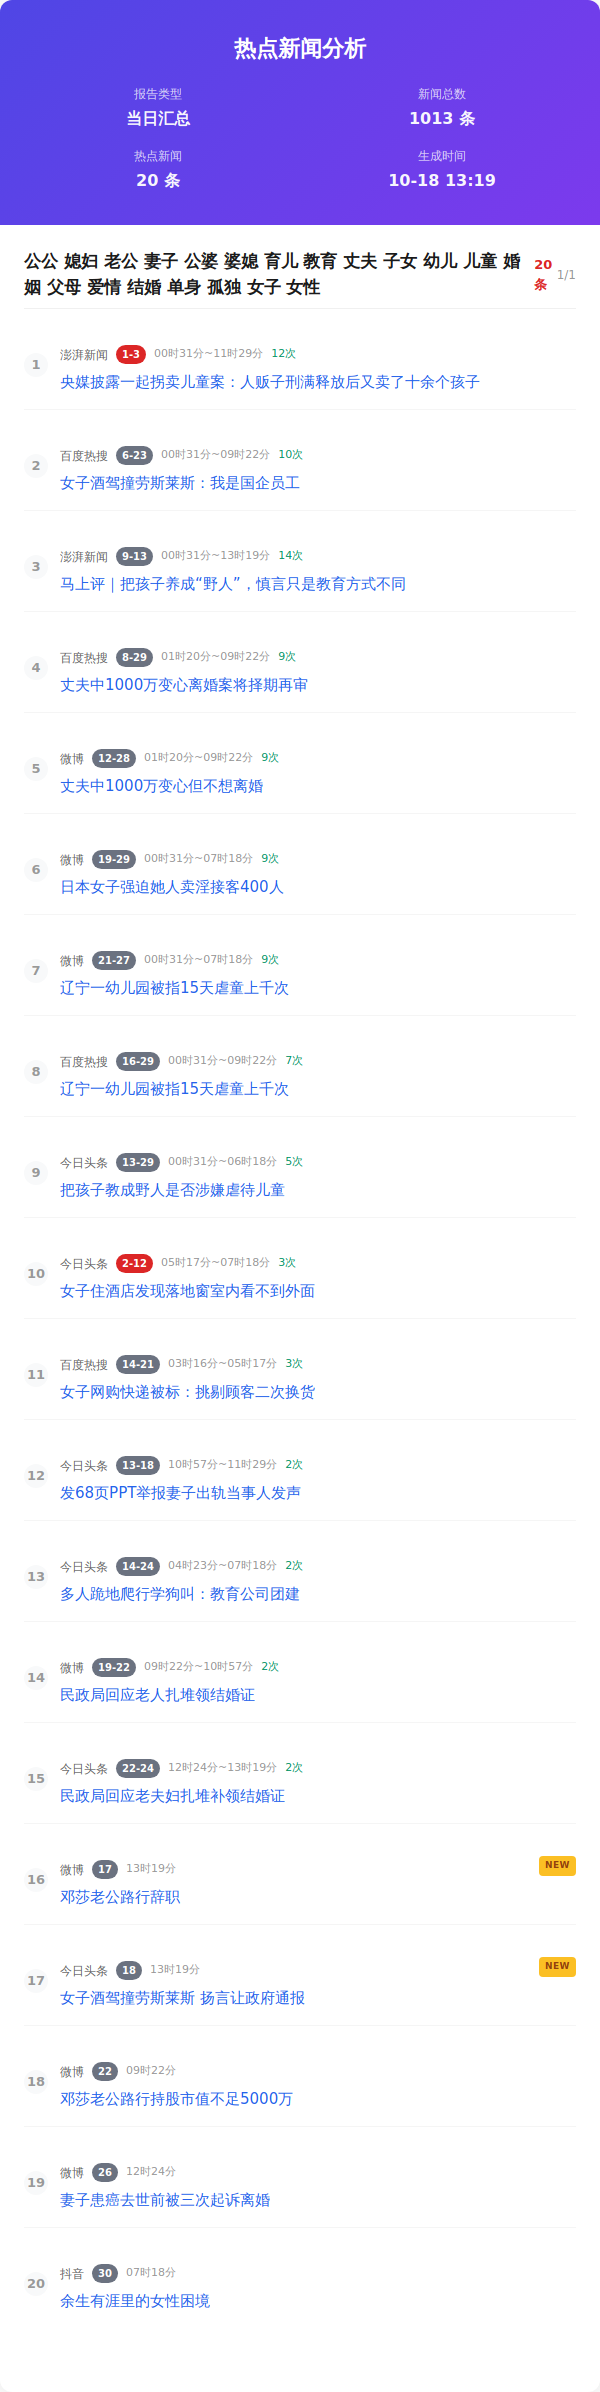 热点新闻分析
报告类型
新闻总数
当日汇总
1013 条
热点新闻
生成时间
20 条
10-18 13:19
公公 媳妇 老公 妻子 公婆 婆媳 育儿 教育 丈夫 子女 幼儿 儿童 婚
姻 父母 爱情 结婚 单身 孤独 女子 女性
20
条
1/1
1
澎湃新闻 1-3 00时31分~11时29分 12次
央媒披露一起拐卖儿童案：人贩子刑满释放后又卖了十余个孩子
2
百度热搜 6-23 00时31分~09时22分 10次
女子酒驾撞劳斯莱斯：我是国企员工
3
澎湃新闻 9-13 00时31分~13时19分 14次
马上评｜把孩子养成“野人”，慎言只是教育方式不同
4
百度热搜 8-29 01时20分~09时22分 9次
丈夫中1000万变心离婚案将择期再审
5
微博 12-28 01时20分~09时22分 9次
丈夫中1000万变心但不想离婚
6
微博 19-29 00时31分~07时18分 9次
日本女子强迫她人卖淫接客400人
7
微博 21-27 00时31分~07时18分 9次
辽宁一幼儿园被指15天虐童上千次
8
百度热搜 16-29 00时31分~09时22分 7次
辽宁一幼儿园被指15天虐童上千次
9
今日头条 13-29 00时31分~06时18分 5次
把孩子教成野人是否涉嫌虐待儿童
10
今日头条 2-12 05时17分~07时18分 3次
女子住酒店发现落地窗室内看不到外面
11
百度热搜 14-21 03时16分~05时17分 3次
女子网购快递被标：挑剔顾客二次换货
12
今日头条 13-18 10时57分~11时29分 2次
发68页PPT举报妻子出轨当事人发声
13
今日头条 14-24 04时23分~07时18分 2次
多人跪地爬行学狗叫：教育公司团建
14
微博 19-22 09时22分~10时57分 2次
民政局回应老人扎堆领结婚证
15
今日头条 22-24 12时24分~13时19分 2次
民政局回应老夫妇扎堆补领结婚证
16
微博 17 13时19分
NEW
邓莎老公路行辞职
17
今日头条 18 13时19分
NEW
女子酒驾撞劳斯莱斯 扬言让政府通报
18
微博 22 09时22分
邓莎老公路行持股市值不足5000万
19
微博 26 12时24分
妻子患癌去世前被三次起诉离婚
20
抖音 30 07时18分
余生有涯里的女性困境